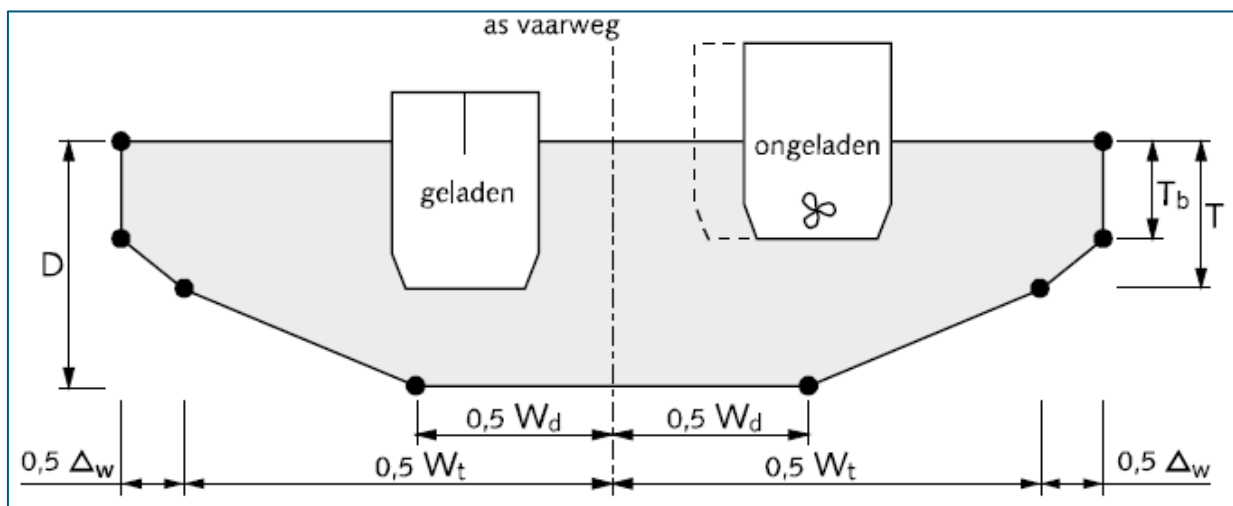 as vaarweg
geladen
ongeladen
D
T_b
T
0,5 W_d
0,5 W_d
0,5 Δ_w
0,5 W_t
0,5 W_t
0,5 Δ_w